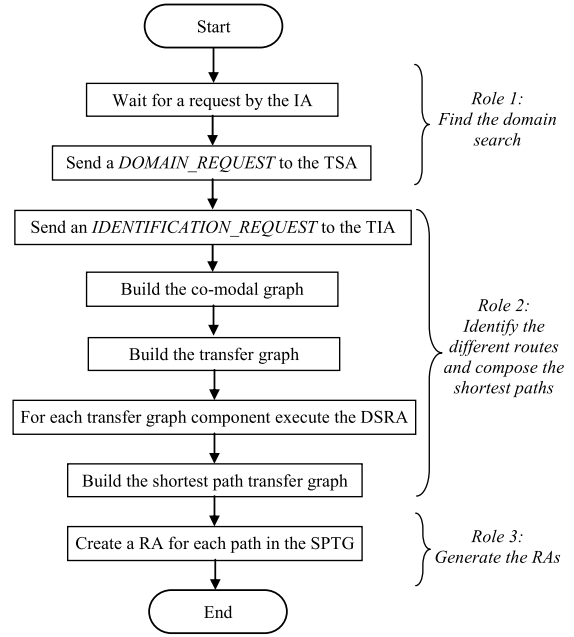 Start
Wait for a request by the IA
Send a DOMAIN_REQUEST to the TSA
Role 1:
Find the domain
search
Send an IDENTIFICATION_REQUEST to the TIA
Build the co-modal graph
Build the transfer graph
For each transfer graph component execute the DSRA
Build the shortest path transfer graph
Role 2:
Identify the
different routes
and compose the
shortest paths
Create a RA for each path in the SPTG
Role 3:
Generate the RAs
End